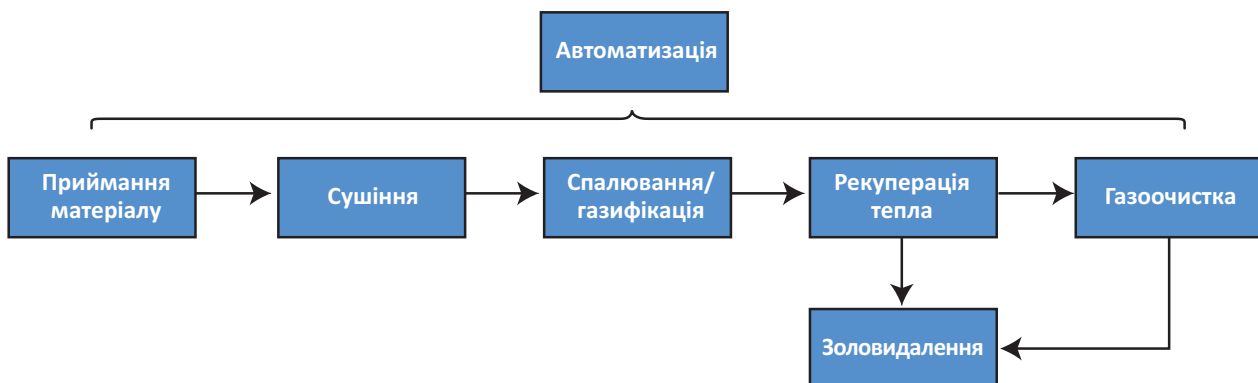 Автоматизація
Приймання
матеріалу
Сушіння
Спалювання/
газифікація
Рекуперація
тепла
Газоочистка
Золовидалення